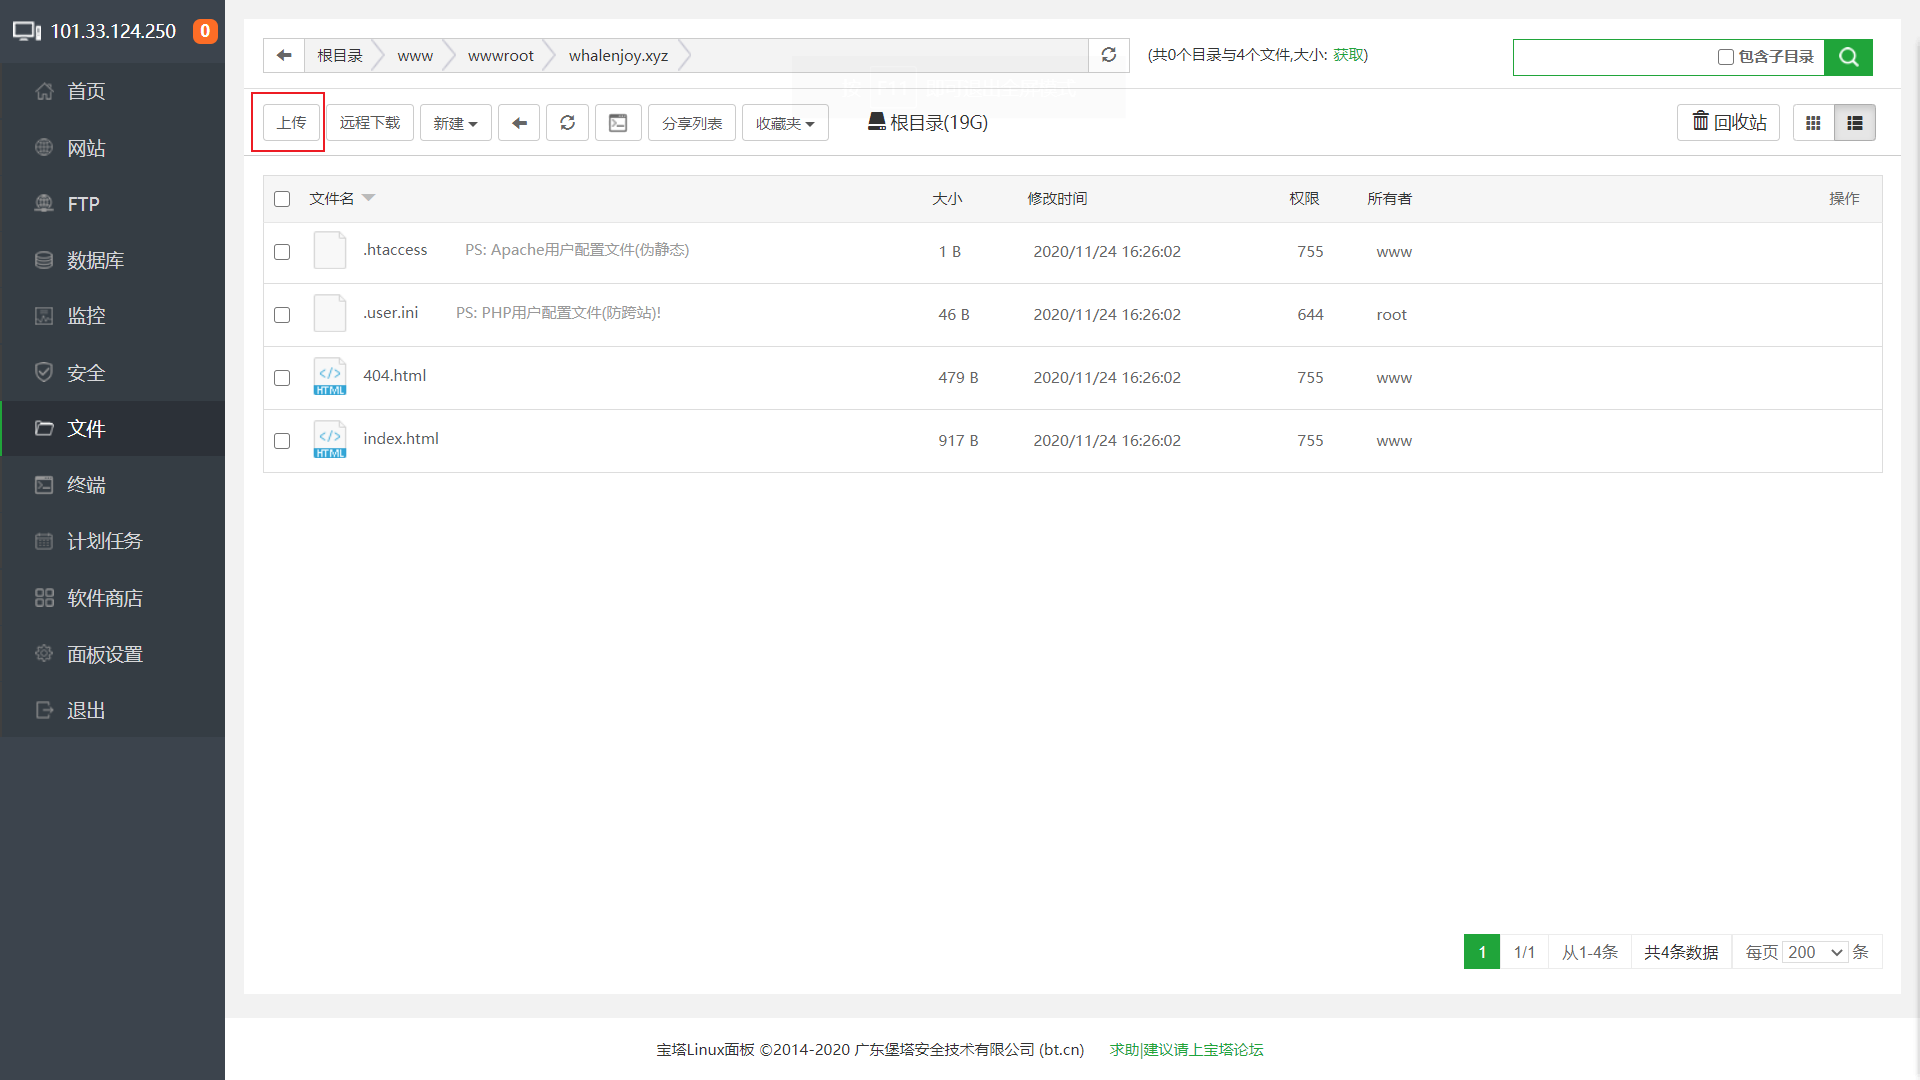 101.33.124.250 0
首页
网站
FTP
数据库
监控
安全
文件
终端
计划任务
软件商店
面板设置
退出
根目录 www wwwroot whalenjoy.xyz (共0个目录与4个文件,大小: 获取) 包含子目录
上传 远程下载 新建 分享列表 收藏夹 根目录(19G) 回收站
文件名 大小 修改时间 权限 所有者 操作
.htaccess PS: Apache用户配置文件(伪静态) 1 B 2020/11/24 16:26:02 755 www
.user.ini PS: PHP用户配置文件(防跨站)! 46 B 2020/11/24 16:26:02 644 root
HTML 404.html 479 B 2020/11/24 16:26:02 755 www
HTML index.html 917 B 2020/11/24 16:26:02 755 www
1 1/1 从1-4条 共4条数据 每页 200 条
宝塔Linux面板 ©2014-2020 广东堡塔安全技术有限公司 (bt.cn) 求助|建议请上宝塔论坛